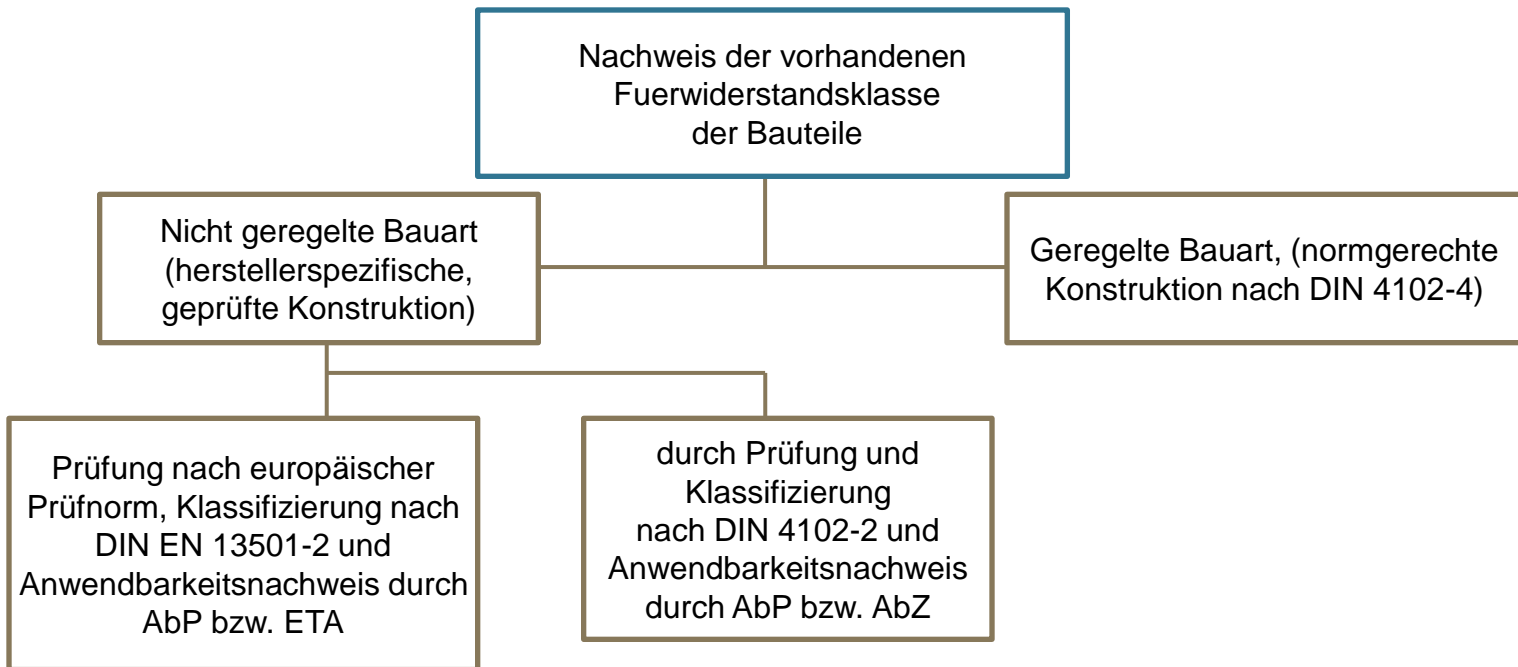 Nachweis der vorhandenen
Fuerwiderstandsklasse
der Bauteile
Nicht geregelte Bauart
(herstellerspezifische,
geprüfte Konstruktion)
Geregelte Bauart, (normgerechte
Konstruktion nach DIN 4102-4)
Prüfung nach europäischer
Prüfnorm, Klassifizierung nach
DIN EN 13501-2 und
Anwendbarkeitsnachweis durch
AbP bzw. ETA
durch Prüfung und
Klassifizierung
nach DIN 4102-2 und
Anwendbarkeitsnachweis
durch AbP bzw. AbZ